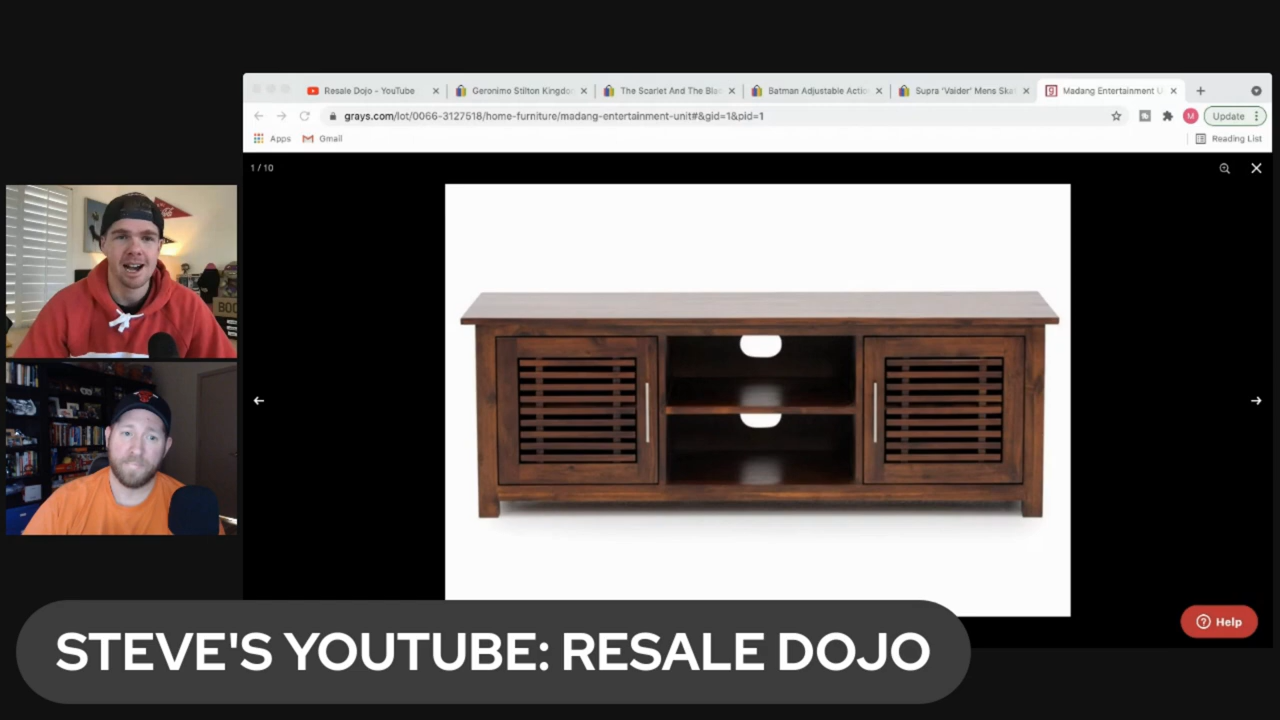 Resale Dojo - YouTube
Geronimo Stilton Kingdo
The Scarlet And The Bla
Batman Adjustable Actio
Supra 'Vaider' Mens Ska
Madang Entertainment U
grays.com/lot/0066-3127518/home-furniture/madang-entertainment-unit#&gid=1&pid=1
M
Update
Apps
Gmail
Reading List
1 / 10
BOO
Help
STEVE'S YOUTUBE: RESALE DOJO